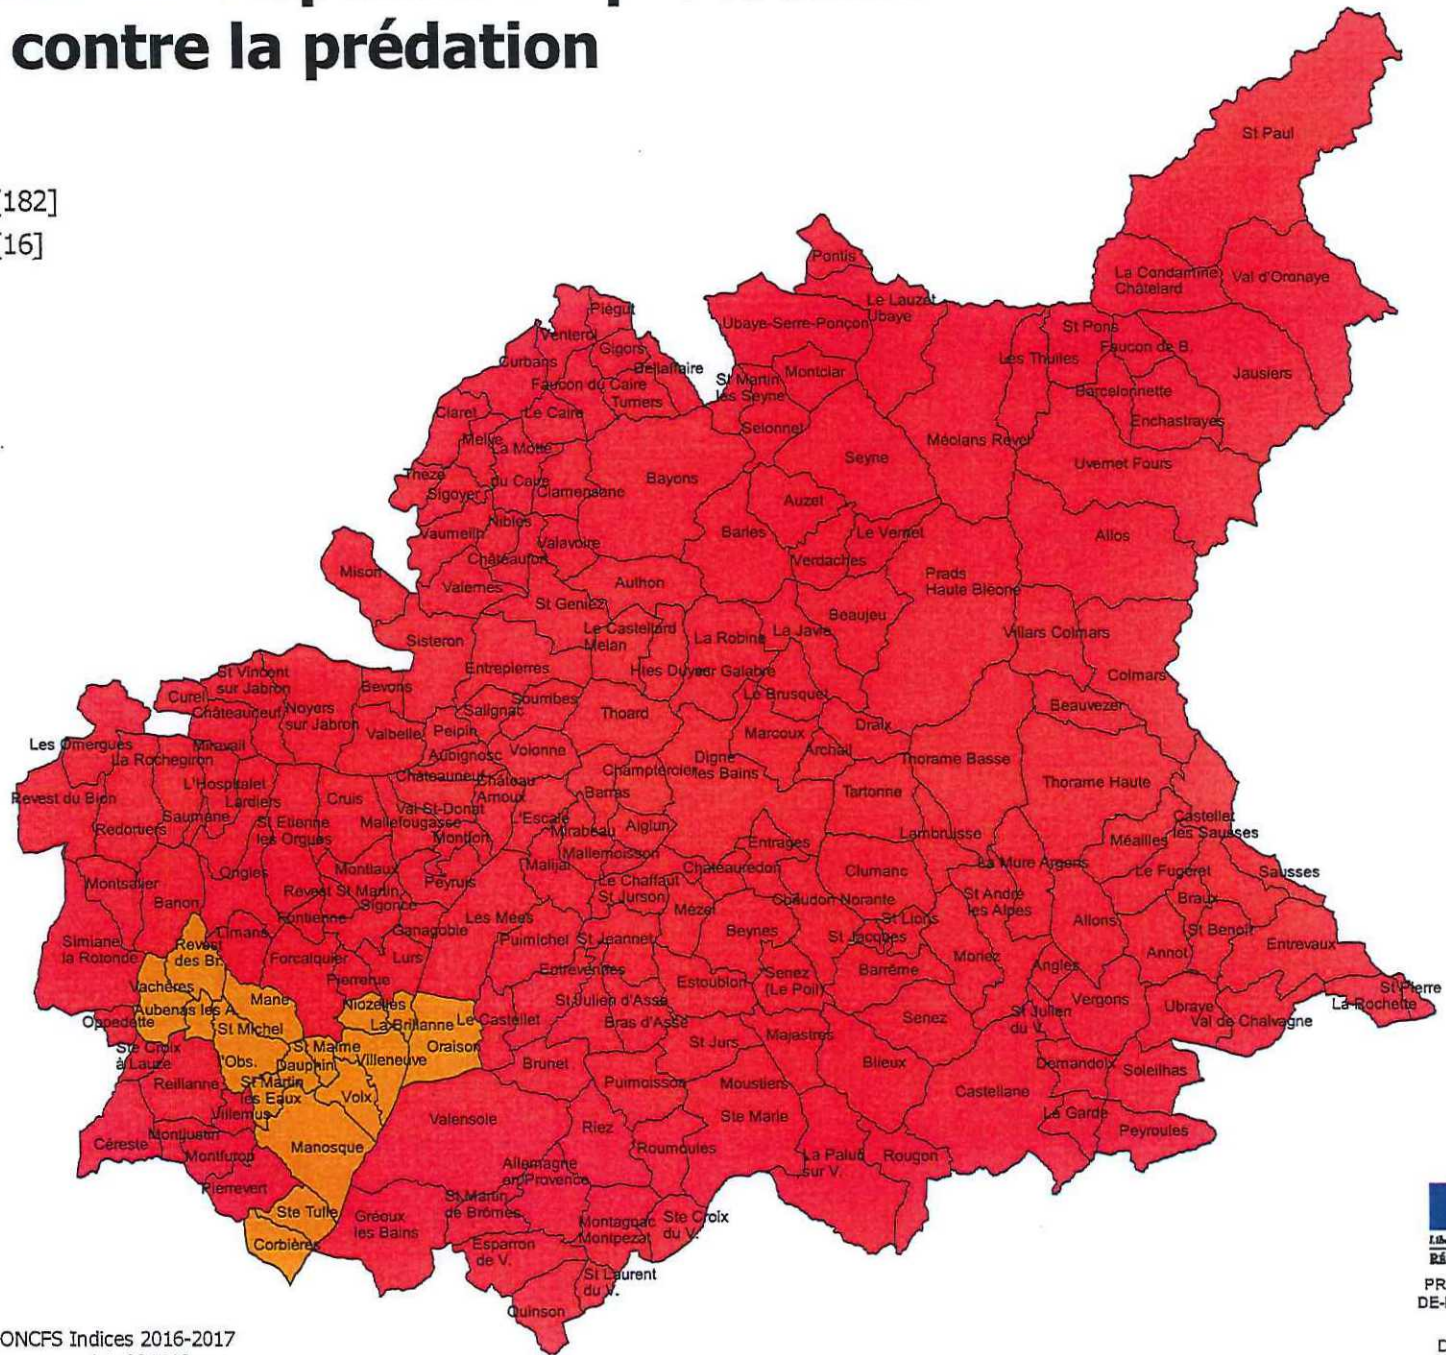 contre la prédation
[182]
[16]
St Paul
La Condamine
Châtelard
Val d'Oronaye
Pontis
Le Lauzet
Ubaye
Ubaye-Serre-Ponçon
St Pons
Faucon de B.
Les Thuiles
Jausiers
Barcelonnette
Enchastrayes
Piégut
Venterol
Gigors
Curbans
Bellaffaire
Faucon du Caire
Turriers
St Martin
les Seyne
Montclar
Claret
Le Caire
Selonnet
Melve
La Motte
du Caire
Méolans Revel
Seyne
Uvernet Fours
Thèze
Sigoyer
Clamensane
Bayons
Auzet
Nibles
Vaumeilh
Valavoire
Barles
Le Vernet
Allos
Châteaufort
Verdaches
Mison
Valernes
Authon
Prads
Haute Bléone
St Geniez
Beaujeu
Sisteron
Le Castellard
Melan
La Robine
sur Galabre
La Javie
Villars Colmars
Entrepierres
Htes Duyes
Colmars
St Vincent
sur Jabron
Curel
Bevons
Soumbes
Le Brusquet
Beauvezer
Châteauneuf
Noyers
sur Jabron
Salignac
Thoard
Draix
Les Omergues
Miravail
Valbelle
Peipin
Marcoux
La Rochegiron
Aubignosc
Volonne
Archail
Digne
les Bains
Thorame Basse
Champtercier
Thorame Haute
Revest du Bion
L'Hospitalet
Châteauneuf
Val St-Donat
Château
Arnoux
Barras
Tartonne
Lardiers
Cruis
Redortiers
Saumane
St Etienne
les Orgues
Mallefougasse
L'Escale
Mirabeau
Aiglun
Castellet
les Sausses
Montfort
Lambruisse
Méailles
Mallemoisson
Entrages
Malijai
Montsalier
Ongles
Montlaux
Peyruis
Le Chaffaut
St Jurson
Châteauredon
Clumanc
La Mure Argens
Le Fugeret
Sausses
Banon
Revest St Martin
Sigonce
Mézel
Chaudon Norante
St André
les Alpes
Braux
Fontienne
Les Mées
St Lions
Allons
Limans
Ganagobie
Puimichel
St Jeannet
Beynes
St Jacques
St Benoit
Simiane
la Rotonde
Revest
des Br.
Forcalquier
Lurs
Entrevaux
Annot
Moriez
Angles
Barrême
Pierrerue
Entrevennes
Estoublon
Senez
(Le Poil)
Vachères
Mane
Niozelles
St Julien d'Asse
Vergons
Ubraye
St Pierre
La Rochette
Aubenas les A.
Oppedette
St Michel
l'Obs.
La Brillanne
Le Castellet
Bras d'Asse
Senez
St Julien
du V.
Val de Chalvagne
Ste Croix
à Lauze
St Maime
Dauphin
Oraison
Villeneuve
St Jurs
Majastres
Brunet
Blieux
Demandolx
Soleilhas
Reillanne
St Martin
les Eaux
Puimoisson
Moustiers
Ste Marie
Villemus
Volx
Castellane
La Garde
Valensole
Riez
Peyroules
Céreste
Montjustin
Manosque
Roumoules
La Palud
sur V.
Rougon
Montfuron
Allemagne
en Provence
Pierrevert
St Martin
de Brômes
Ste Tulle
Gréoux
les Bains
Montagnac
Montpezat
Ste Croix
du V.
Corbières
Esparron
de V.
St Laurent
du V.
Quinson
ONCFS Indices 2016-2017